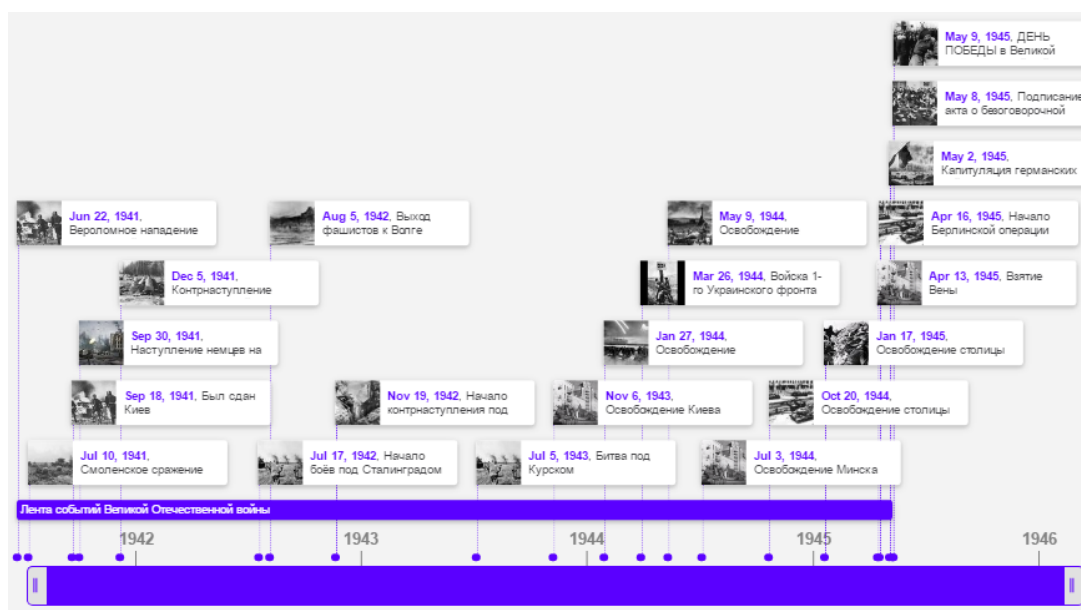 May 9, 1945, ДЕНЬ
ПОБЕДЫ в Великой
May 8, 1945, Подписание
акта о безоговорочной
May 2, 1945,
Капитуляция германских
Jun 22, 1941,
Вероломное нападение
Aug 5, 1942, Выход
фашистов к Волге
May 9, 1944,
Освобождение
Apr 16, 1945, Начало
Берлинской операции
Dec 5, 1941,
Контрнаступление
Mar 26, 1944, Войска 1-
го Украинского фронта
Apr 13, 1945, Взятие
Вены
Sep 30, 1941,
Наступление немцев на
Jan 27, 1944,
Освобождение
Jan 17, 1945,
Освобождение столицы
Sep 18, 1941, Был сдан
Киев
Nov 19, 1942, Начало
контрнаступления под
Nov 6, 1943,
Освобождение Киева
Oct 20, 1944,
Освобождение столицы
Jul 10, 1941,
Смоленское сражение
Jul 17, 1942, Начало
боёв под Сталинградом
Jul 5, 1943, Битва под
Курском
Jul 3, 1944,
Освобождение Минска
Лента событий Великой Отечественной войны
1942 1943 1944 1945 1946